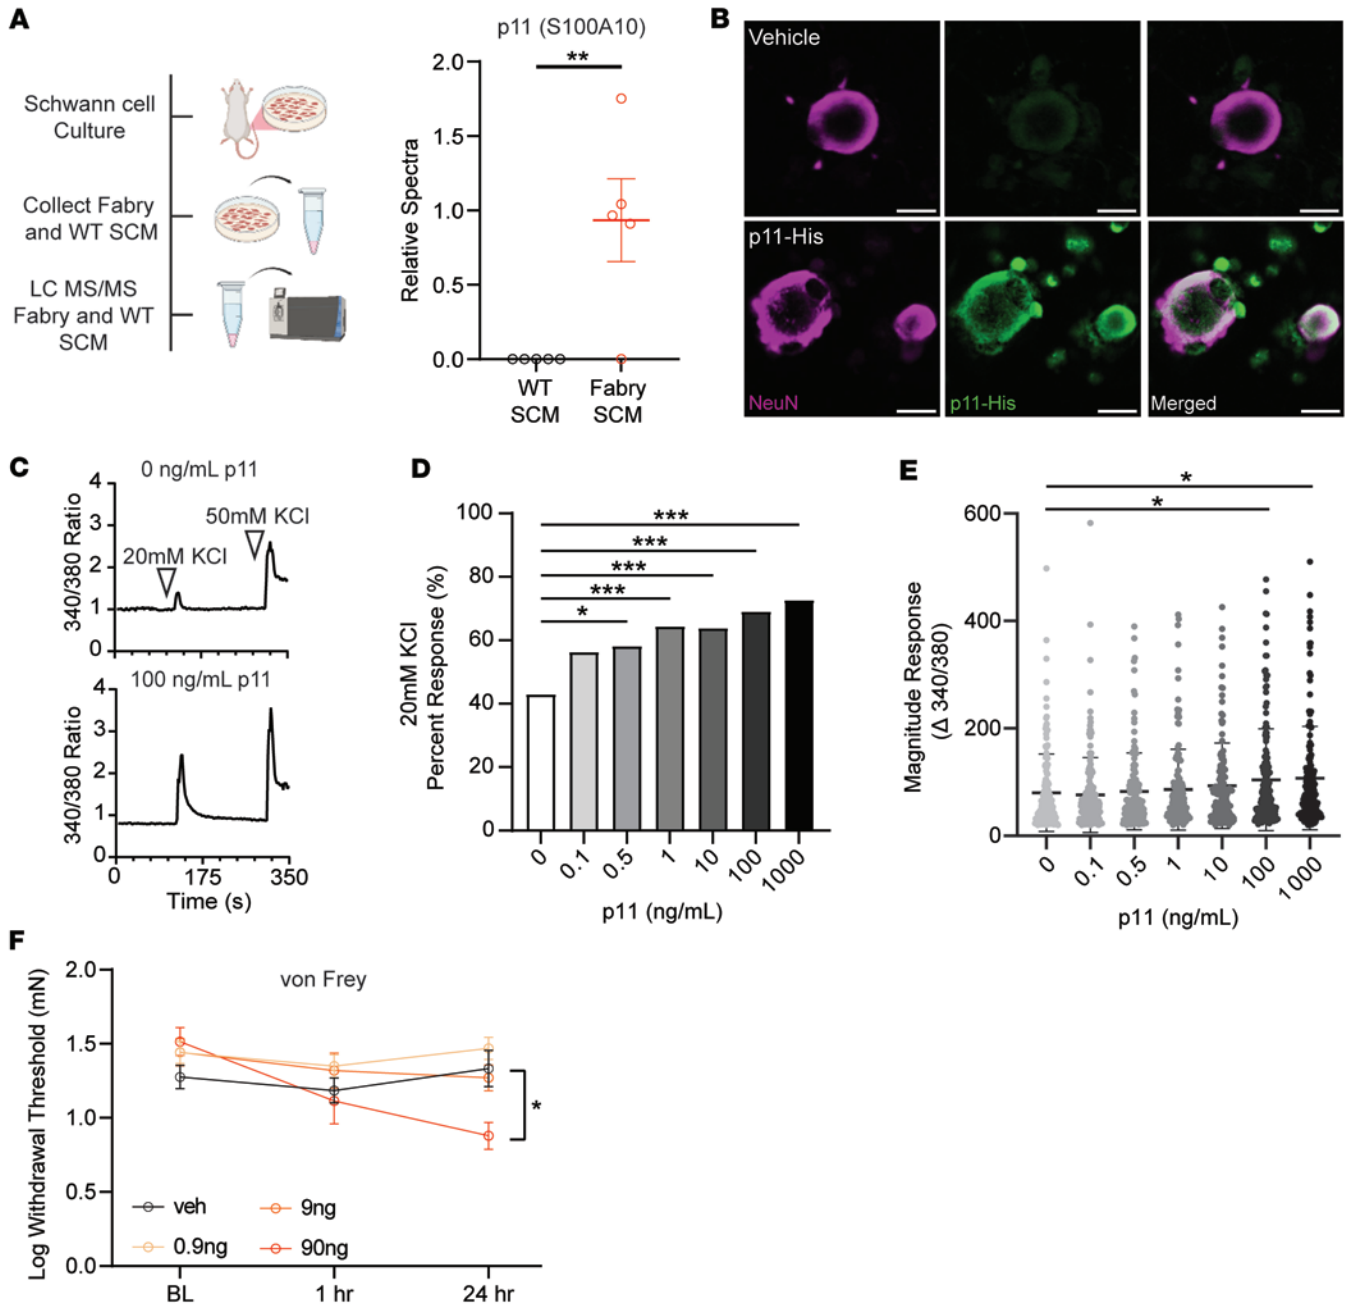 A
Schwann cell
Culture
Collect Fabry
and WT SCM
LC MS/MS
Fabry and WT
SCM
p11 (S100A10)
**
Relative Spectra
2.0
1.5
1.0
0.5
0.0
WT
SCM
Fabry
SCM
B
Vehicle
p11-His
NeuN
p11-His
Merged
C
0 ng/mL p11
340/380 Ratio
4
3
2
1
0
20mM KCl
50mM KCl
100 ng/mL p11
340/380 Ratio
4
3
2
1
0
0 175 350
Time (s)
D
20mM KCl
Percent Response (%)
100
80
60
40
20
0
***
***
***
***
*
0 0.1 0.5 1 10 100 1000
p11 (ng/mL)
E
Magnitude Response
(Δ 340/380)
600
400
200
0
*
*
0 0.1 0.5 1 10 100 1000
p11 (ng/mL)
F
von Frey
Log Withdrawal Threshold (mN)
2.0
1.5
1.0
0.5
0.0
*
veh 9ng
0.9ng 90ng
BL 1 hr 24 hr